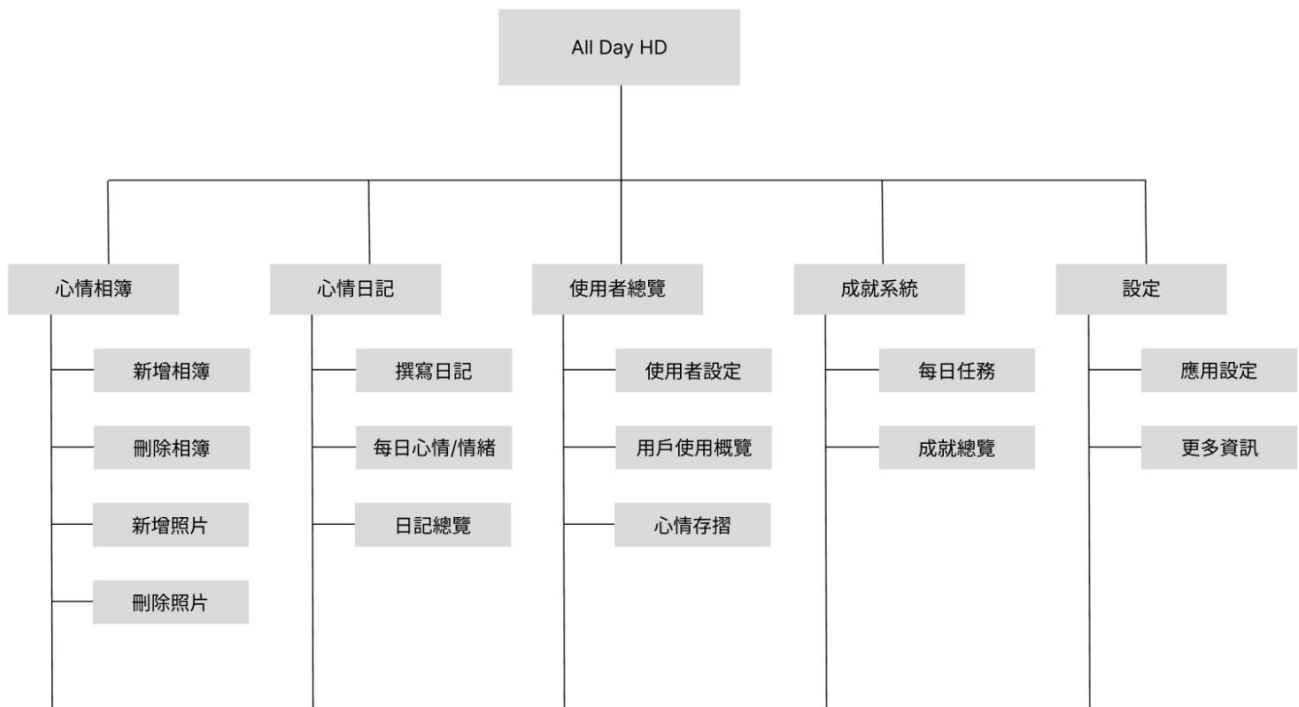 All Day HD
心情相簿
新增相簿
刪除相簿
新增照片
刪除照片
心情日記
撰寫日記
每日心情/情緒
日記總覽
使用者總覽
使用者設定
用戶使用概覽
心情存摺
成就系統
每日任務
成就總覽
設定
應用設定
更多資訊